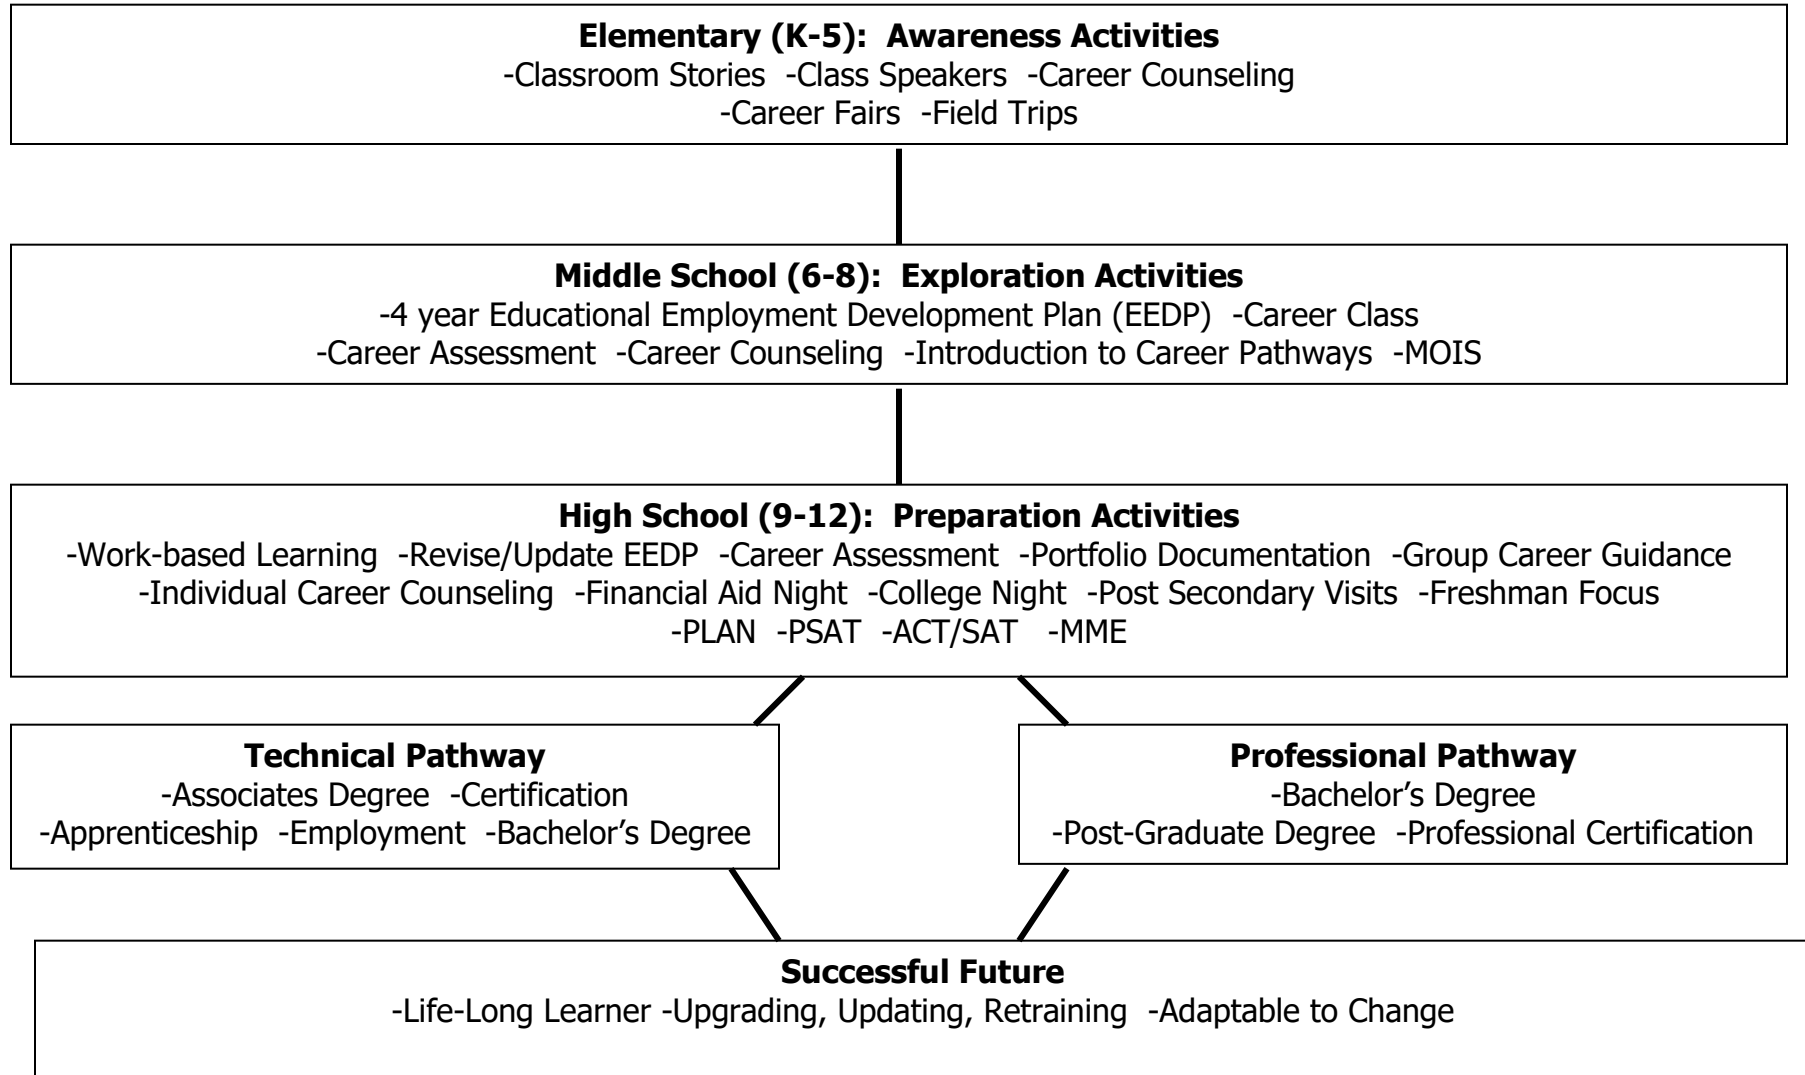 Elementary (K-5):  Awareness Activities
-Classroom Stories  -Class Speakers  -Career Counseling
-Career Fairs  -Field Trips
Middle School (6-8):  Exploration Activities
-4 year Educational Employment Development Plan (EEDP)  -Career Class
-Career Assessment  -Career Counseling  -Introduction to Career Pathways  -MOIS
High School (9-12):  Preparation Activities
-Work-based Learning  -Revise/Update EEDP  -Career Assessment  -Portfolio Documentation  -Group Career Guidance
-Individual Career Counseling  -Financial Aid Night  -College Night  -Post Secondary Visits  -Freshman Focus
-PLAN  -PSAT  -ACT/SAT   -MME
Technical Pathway
-Associates Degree  -Certification
-Apprenticeship  -Employment  -Bachelor’s Degree
Professional Pathway
-Bachelor’s Degree
-Post-Graduate Degree  -Professional Certification
Successful Future
-Life-Long Learner -Upgrading, Updating, Retraining  -Adaptable to Change